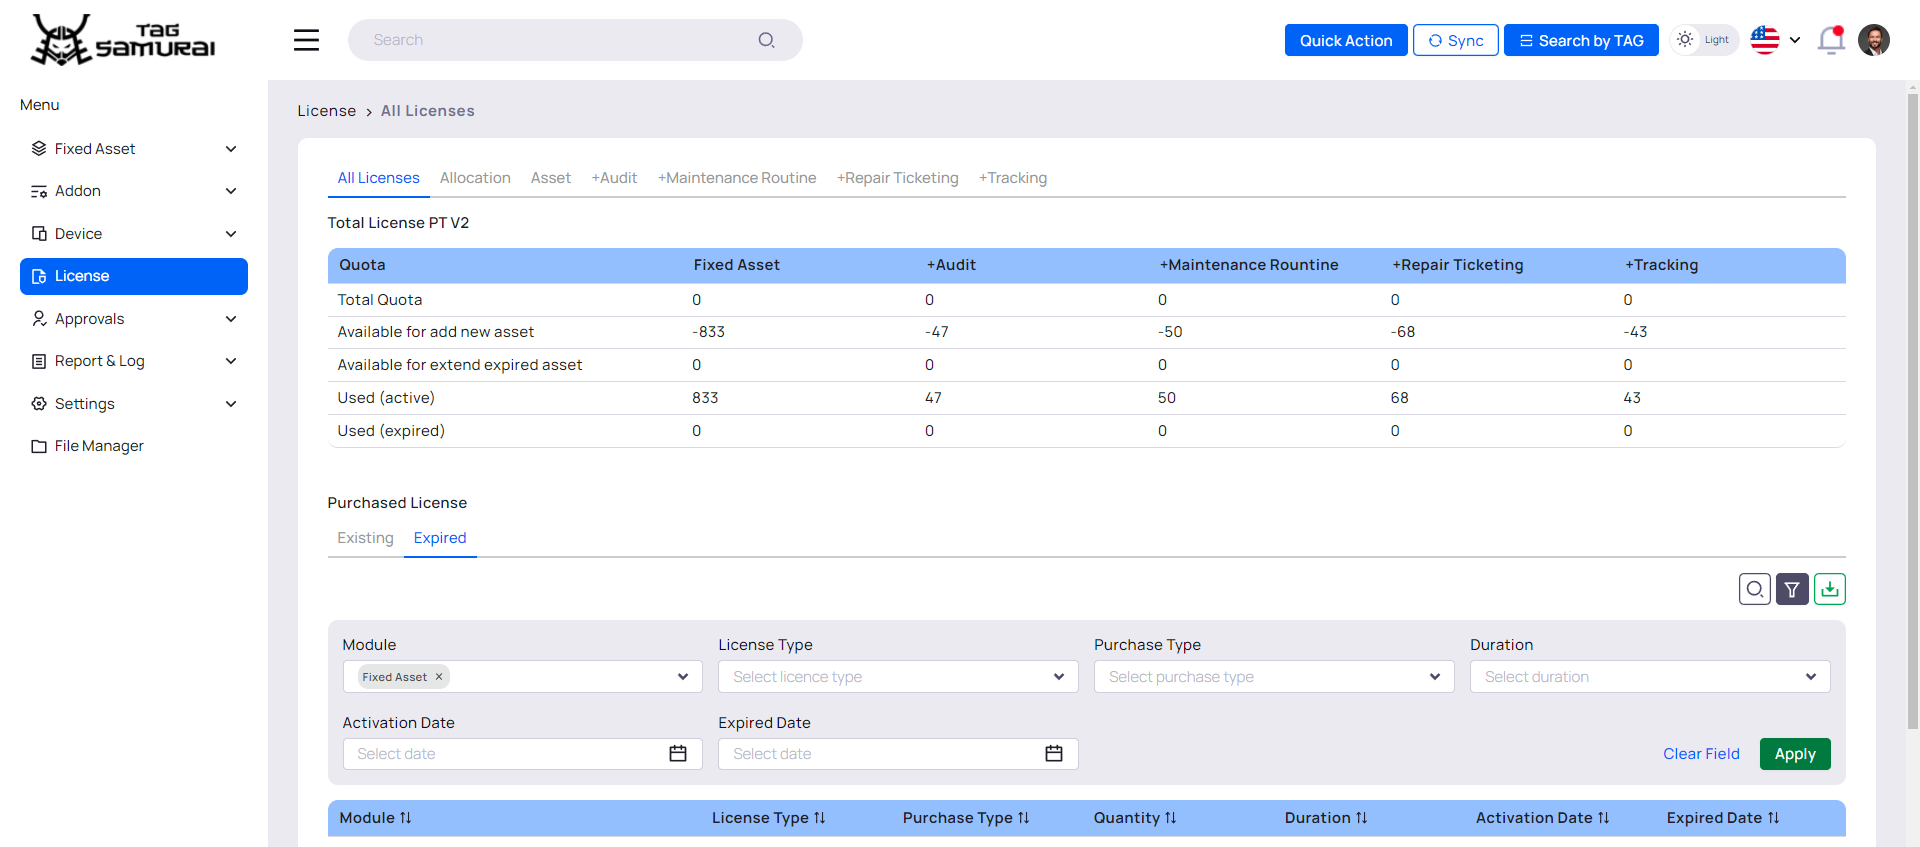 TAG
SAMURAI
Search
Quick Action
Sync
Search by TAG
Light
Menu
Fixed Asset
Addon
Device
License
Approvals
Report & Log
Settings
File Manager
License > All Licenses
All Licenses Allocation Asset +Audit +Maintenance Routine +Repair Ticketing +Tracking
Total License PT V2
Quota Fixed Asset +Audit +Maintenance Rountine +Repair Ticketing +Tracking
Total Quota 0 0 0 0 0
Available for add new asset -833 -47 -50 -68 -43
Available for extend expired asset 0 0 0 0 0
Used (active) 833 47 50 68 43
Used (expired) 0 0 0 0 0
Purchased License
Existing Expired
Module License Type Purchase Type Duration
Fixed Asset × Select licence type Select purchase type Select duration
Activation Date Expired Date
Select date Select date Clear Field Apply
Module License Type Purchase Type Quantity Duration Activation Date Expired Date